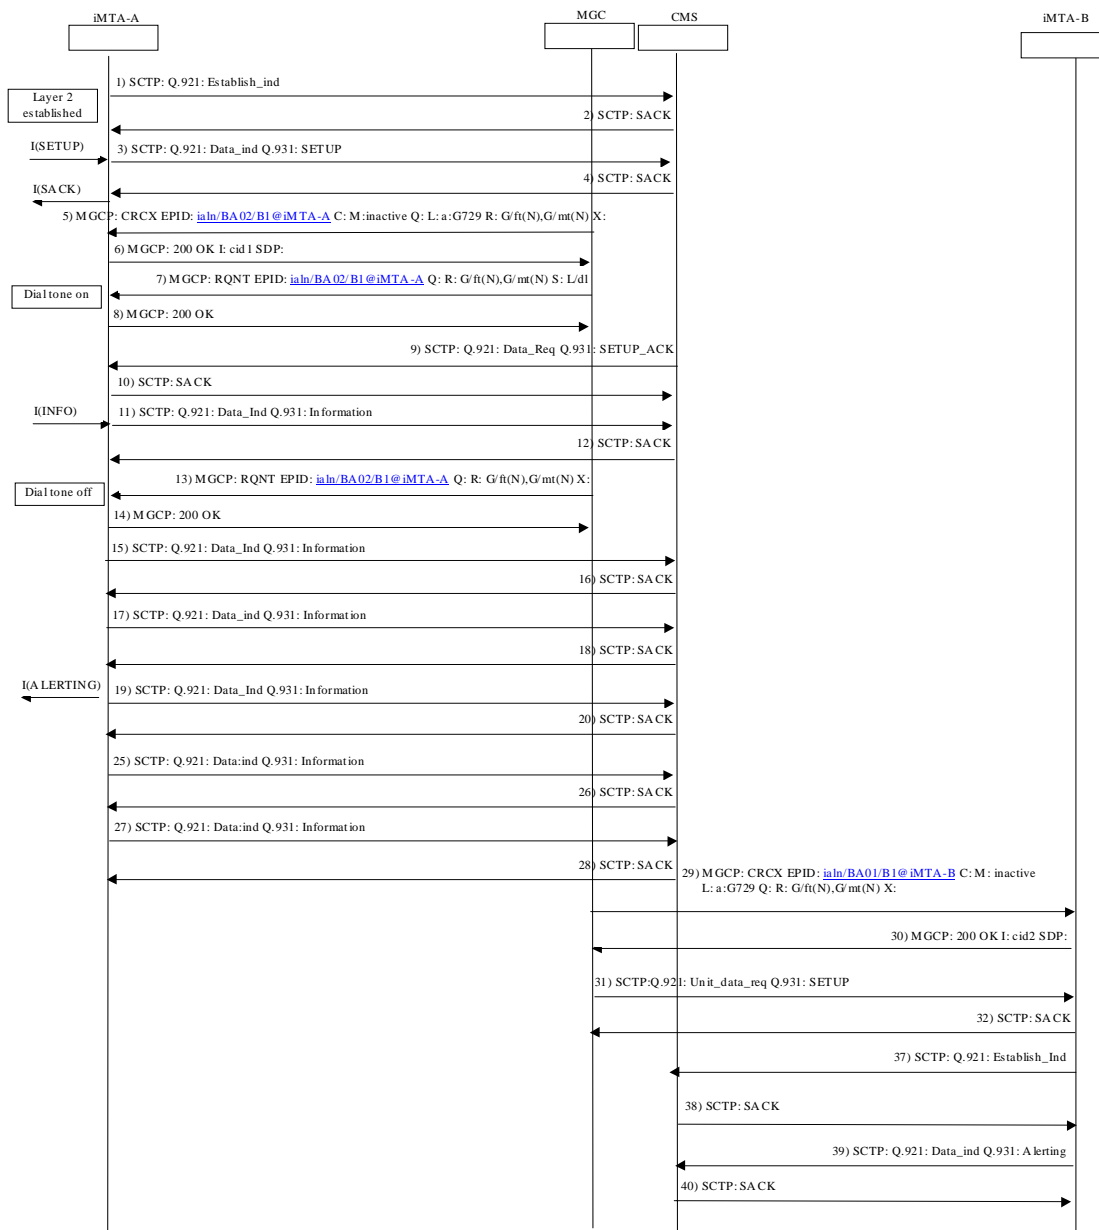 iMTA-A
MGC
CMS
iMTA-B
1) SCTP: Q.921: Establish_ind
Layer 2
established
2) SCTP: SACK
I(SETUP)
3) SCTP: Q.921: Data_ind Q.931: SETUP
4) SCTP: SACK
I(SACK)
5) MGCP: CRCX EPID: ialn/BA02/B1@iMTA-A C: M:inactive Q: L: a:G729 R: G/ft(N),G/mt(N) X:
6) MGCP: 200 OK I: cid1 SDP:
7) MGCP: RQNT EPID: ialn/BA02/B1@iMTA-A Q: R: G/ft(N),G/mt(N) S: L/dl
Dial tone on
8) MGCP: 200 OK
9) SCTP: Q.921: Data_Req Q.931: SETUP_ACK
10) SCTP: SACK
I(INFO)
11) SCTP: Q.921: Data_Ind Q.931: Information
12) SCTP: SACK
13) MGCP: RQNT EPID: ialn/BA02/B1@iMTA-A Q: R: G/ft(N),G/mt(N) X:
Dial tone off
14) MGCP: 200 OK
15) SCTP: Q.921: Data_Ind Q.931: Information
16) SCTP: SACK
17) SCTP: Q.921: Data_ind Q.931: Information
18) SCTP: SACK
I(ALERTING)
19) SCTP: Q.921: Data_Ind Q.931: Information
20) SCTP: SACK
25) SCTP: Q.921: Data:ind Q.931: Information
26) SCTP: SACK
27) SCTP: Q.921: Data:ind Q.931: Information
28) SCTP: SACK
29) MGCP: CRCX EPID: ialn/BA01/B1@iMTA-B C: M: inactive
L: a:G729 Q: R: G/ft(N),G/mt(N) X:
30) MGCP: 200 OK I: cid2 SDP:
31) SCTP:Q.921: Unit_data_req Q.931: SETUP
32) SCTP: SACK
37) SCTP: Q.921: Establish_Ind
38) SCTP: SACK
39) SCTP: Q.921: Data_ind Q.931: Alerting
40) SCTP: SACK